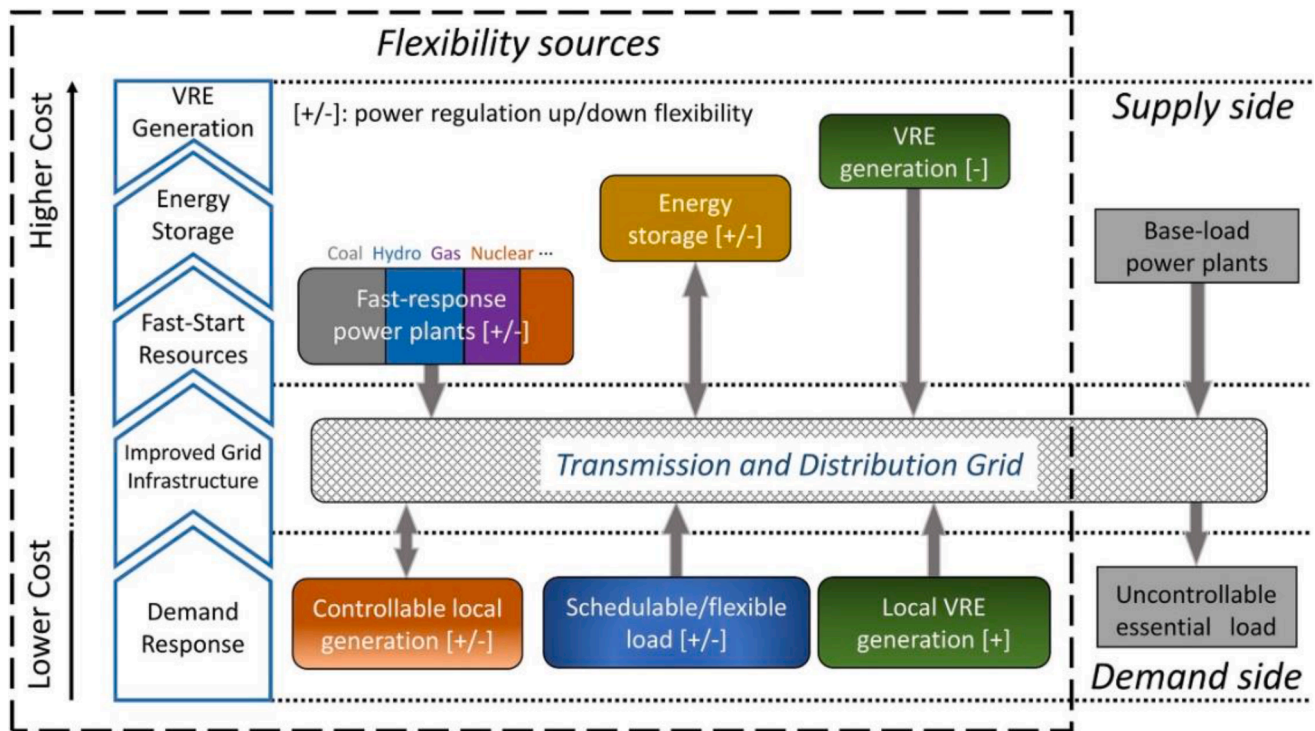 Flexibility sources
Higher Cost
Lower Cost
VRE
Generation
Energy
Storage
Fast-Start
Resources
Improved Grid
Infrastructure
Demand
Response
[+/-]: power regulation up/down flexibility
Supply side
VRE
generation [-]
Energy
storage [+/-]
Coal Hydro Gas Nuclear ···
Fast-response
power plants [+/-]
Base-load
power plants
Transmission and Distribution Grid
Controllable local
generation [+/-]
Schedulable/flexible
load [+/-]
Local VRE
generation [+]
Uncontrollable
essential load
Demand side